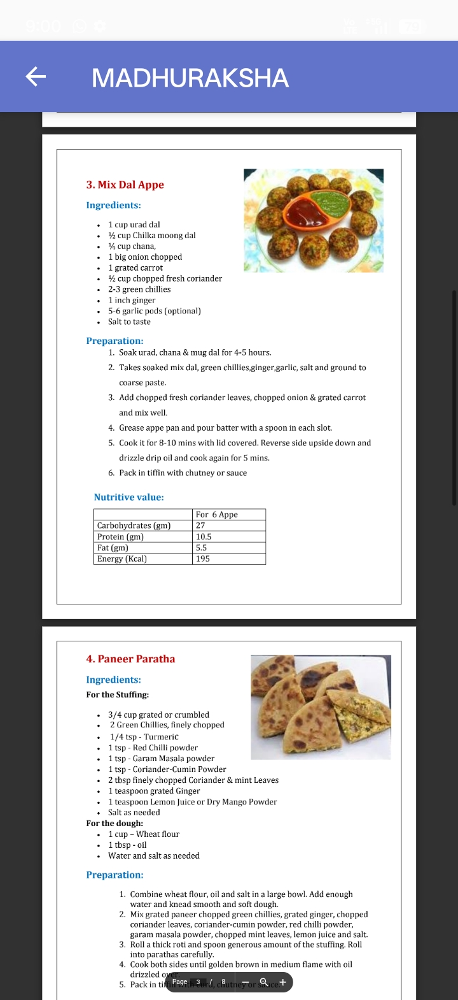 9:00
MADHURAKSHA
3. Mix Dal Appe
Ingredients:
• 1 cup urad dal
• ½ cup Chilka moong dal
• ¼ cup chana,
• 1 big onion chopped
• 1 grated carrot
• ½ cup chopped fresh coriander
• 2-3 green chillies
• 1 inch ginger
• 5-6 garlic pods (optional)
• Salt to taste
Preparation:
1. Soak urad, chana & mug dal for 4-5 hours.
2. Takes soaked mix dal, green chillies,ginger,garlic, salt and ground to
coarse paste.
3. Add chopped fresh coriander leaves, chopped onion & grated carrot
and mix well.
4. Grease appe pan and pour batter with a spoon in each slot.
5. Cook it for 8-10 mins with lid covered. Reverse side upside down and
drizzle drip oil and cook again for 5 mins.
6. Pack in tiffin with chutney or sauce
Nutritive value:
For 6 Appe
Carbohydrates (gm) 27
Protein (gm) 10.5
Fat (gm) 5.5
Energy (Kcal) 195
4. Paneer Paratha
Ingredients:
For the Stuffing:
• 3/4 cup grated or crumbled
• 2 Green Chillies, finely chopped
• 1/4 tsp - Turmeric
• 1 tsp - Red Chilli powder
• 1 tsp - Garam Masala powder
• 1 tsp - Coriander-Cumin Powder
• 2 tbsp finely chopped Coriander & mint Leaves
• 1 teaspoon grated Ginger
• 1 teaspoon Lemon Juice or Dry Mango Powder
• Salt as needed
For the dough:
• 1 cup – Wheat flour
• 1 tbsp - oil
• Water and salt as needed
Preparation:
1. Combine wheat flour, oil and salt in a large bowl. Add enough
water and knead smooth and soft dough.
2. Mix grated paneer chopped green chillies, grated ginger, chopped
coriander leaves, coriander-cumin powder, red chilli powder,
garam masala powder, chopped mint leaves, lemon juice and salt.
3. Roll a thick roti and spoon generous amount of the stuffing. Roll
into parathas carefully.
4. Cook both sides until golden brown in medium flame with oil
drizzled over.
5. Pack in tiffin with curd, chutney or sauce.
Page 3 / 8